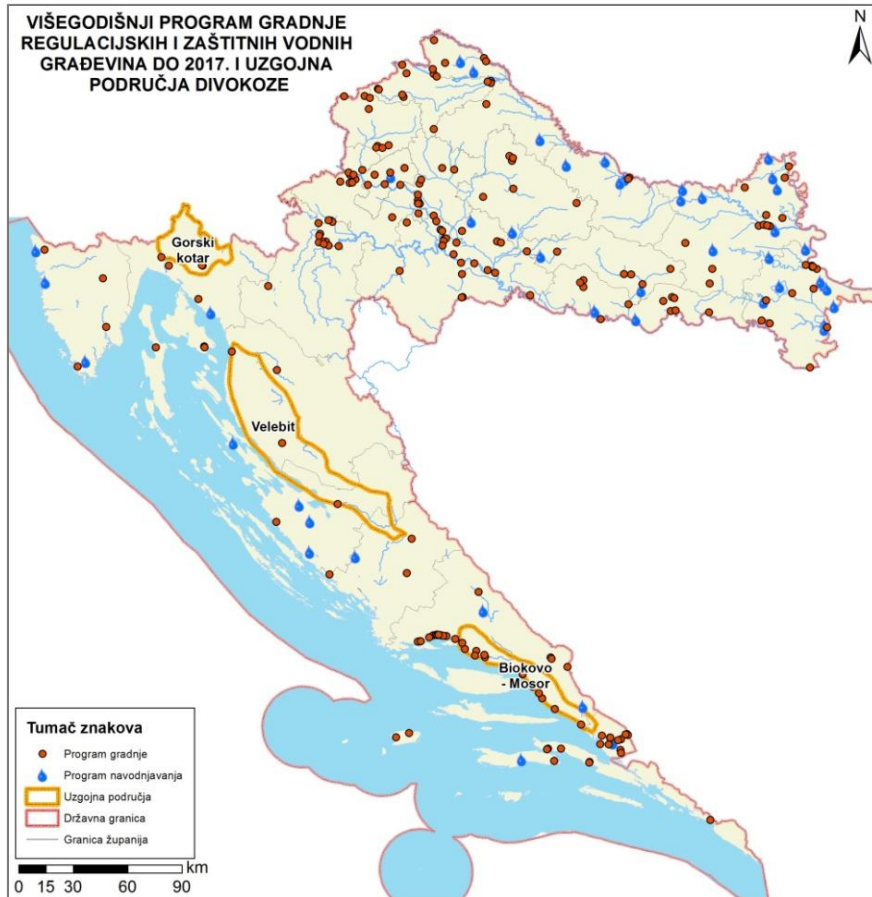 VIŠEGODIŠNJI PROGRAM GRADNJE
REGULACIJSKIH I ZAŠTITNIH VODNIH
GRAĐEVINA DO 2017. I UZGOJNA
PODRUČJA DIVOKOZE
N
Gorski
kotar
Velebit
Biokovo
- Mosor
Tumač znakova
Program gradnje
Program navodnjavanja
Uzgojna područja
Državna granica
Granica županija
km
0 15 30 60 90